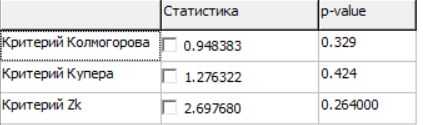 Статистика p-value
Критерий Колмогорова 0.948383 0.329
Критерий Купера 1.276322 0.424
Критерий Zk 2.697680 0.264000